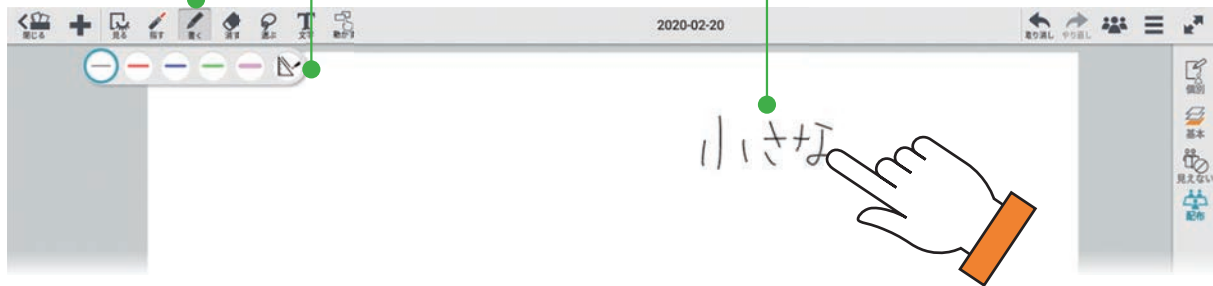 閉じる 見る 指す 書く 消す 選ぶ 文字 動かす 2020-02-20 取り消し やり直し
個別
小さな
基本
見えない
配布